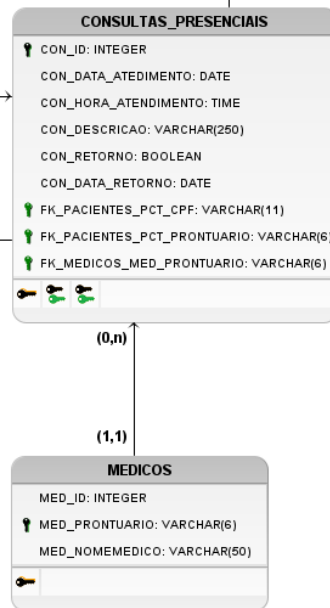 CONSULTAS_PRESENCIAIS
CON_ID: INTEGER
CON_DATA_ATEDIMENTO: DATE
CON_HORA_ATENDIMENTO: TIME
CON_DESCRICAO: VARCHAR(250)
CON_RETORNO: BOOLEAN
CON_DATA_RETORNO: DATE
FK_PACIENTES_PCT_CPF: VARCHAR(11)
FK_PACIENTES_PCT_PRONTUARIO: VARCHAR(6)
FK_MEDICOS_MED_PRONTUARIO: VARCHAR(6)
(0,n)
(1,1)
MEDICOS
MED_ID: INTEGER
MED_PRONTUARIO: VARCHAR(6)
MED_NOMEMEDICO: VARCHAR(50)